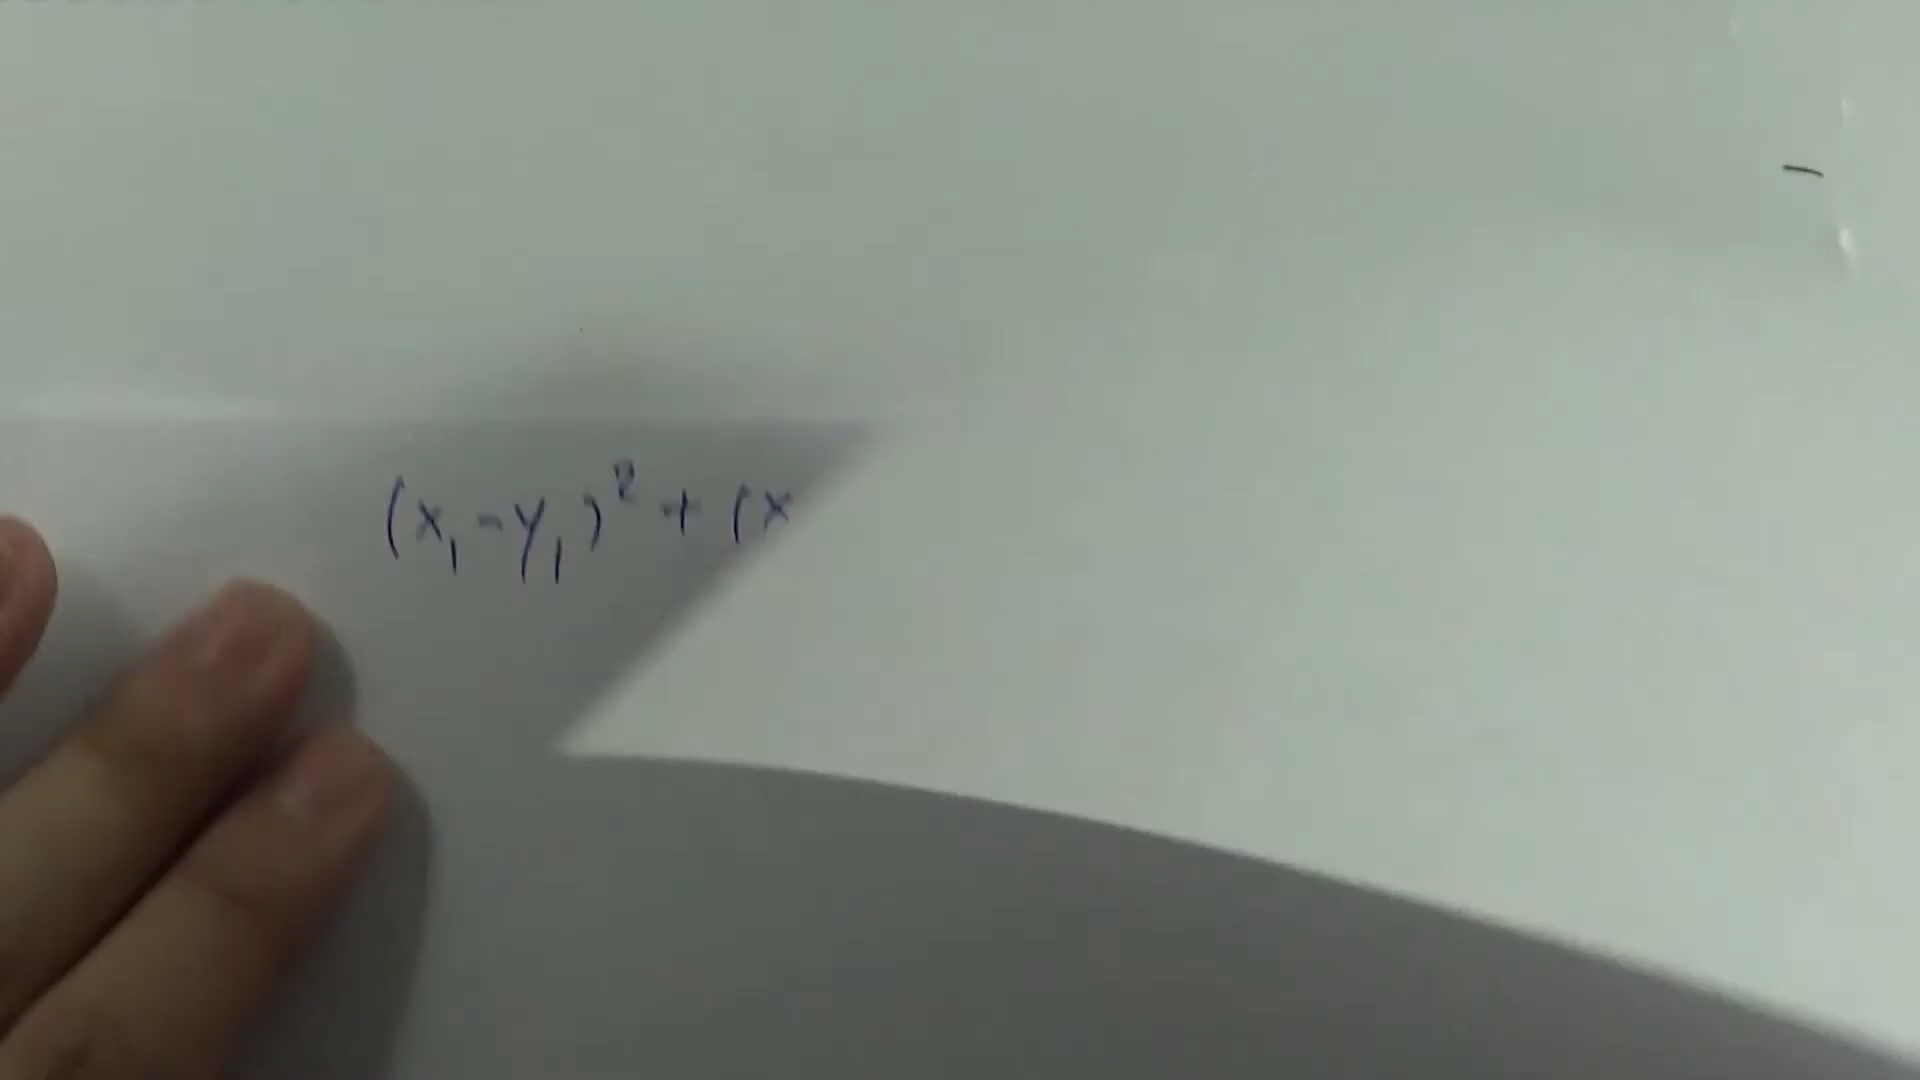 (x₁-y₁)² + (x